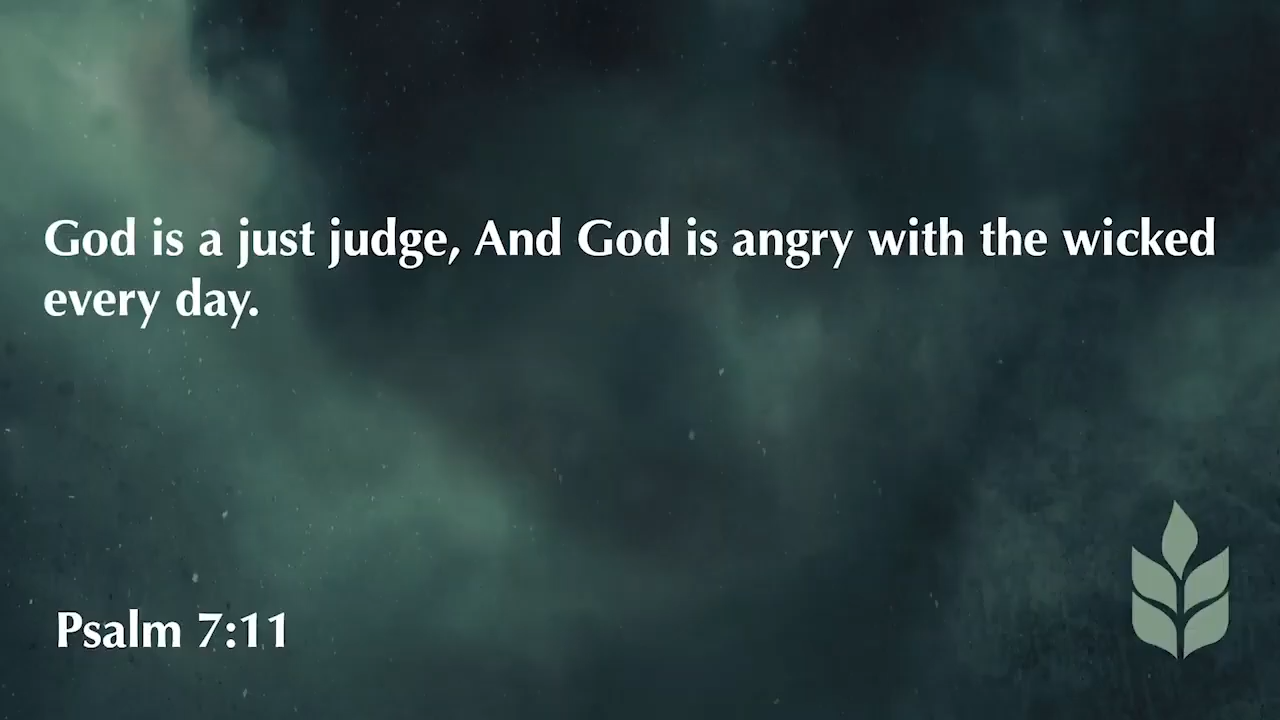 God is a just judge, And God is angry with the wicked
every day.
Psalm 7:11